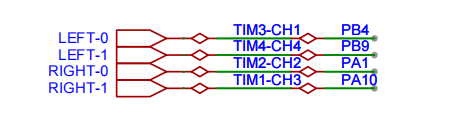 LEFT-0 TIM3-CH1 PB4
LEFT-1 TIM4-CH4 PB9
RIGHT-0 TIM2-CH2 PA1
RIGHT-1 TIM1-CH3 PA10